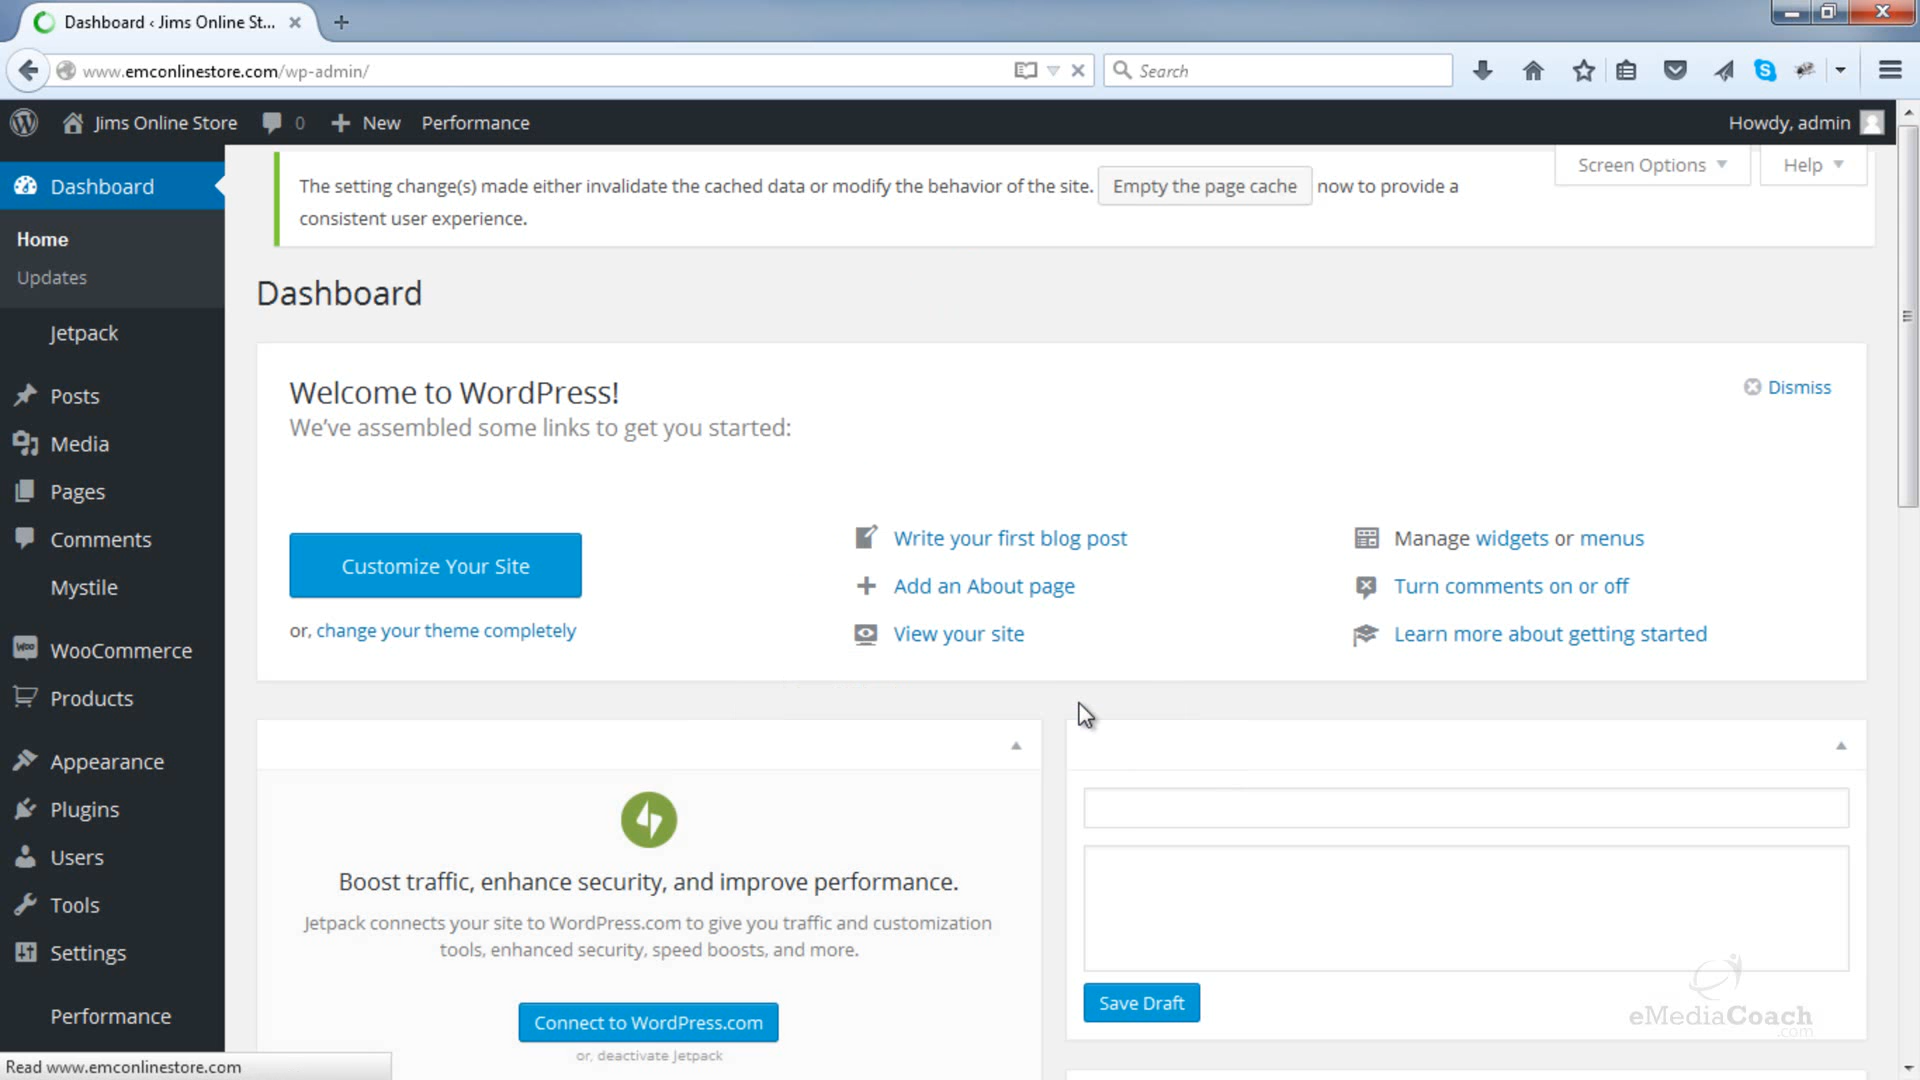 Dashboard ‹ Jims Online St...
www.emconlinestore.com/wp-admin/
Search
Jims Online Store
0
New
Performance
Howdy, admin
Dashboard
Home
Updates
Jetpack
Posts
Media
Pages
Comments
Mystile
WooCommerce
Products
Appearance
Plugins
Users
Tools
Settings
Performance
Screen Options
Help
The setting change(s) made either invalidate the cached data or modify the behavior of the site. Empty the page cache now to provide a
consistent user experience.
Dashboard
Welcome to WordPress!
We've assembled some links to get you started:
Dismiss
Customize Your Site
or, change your theme completely
Write your first blog post
Add an About page
View your site
Manage widgets or menus
Turn comments on or off
Learn more about getting started
Boost traffic, enhance security, and improve performance.
Jetpack connects your site to WordPress.com to give you traffic and customization
tools, enhanced security, speed boosts, and more.
Connect to WordPress.com
or, deactivate Jetpack
Save Draft
eMediaCoach
.com
Read www.emconlinestore.com